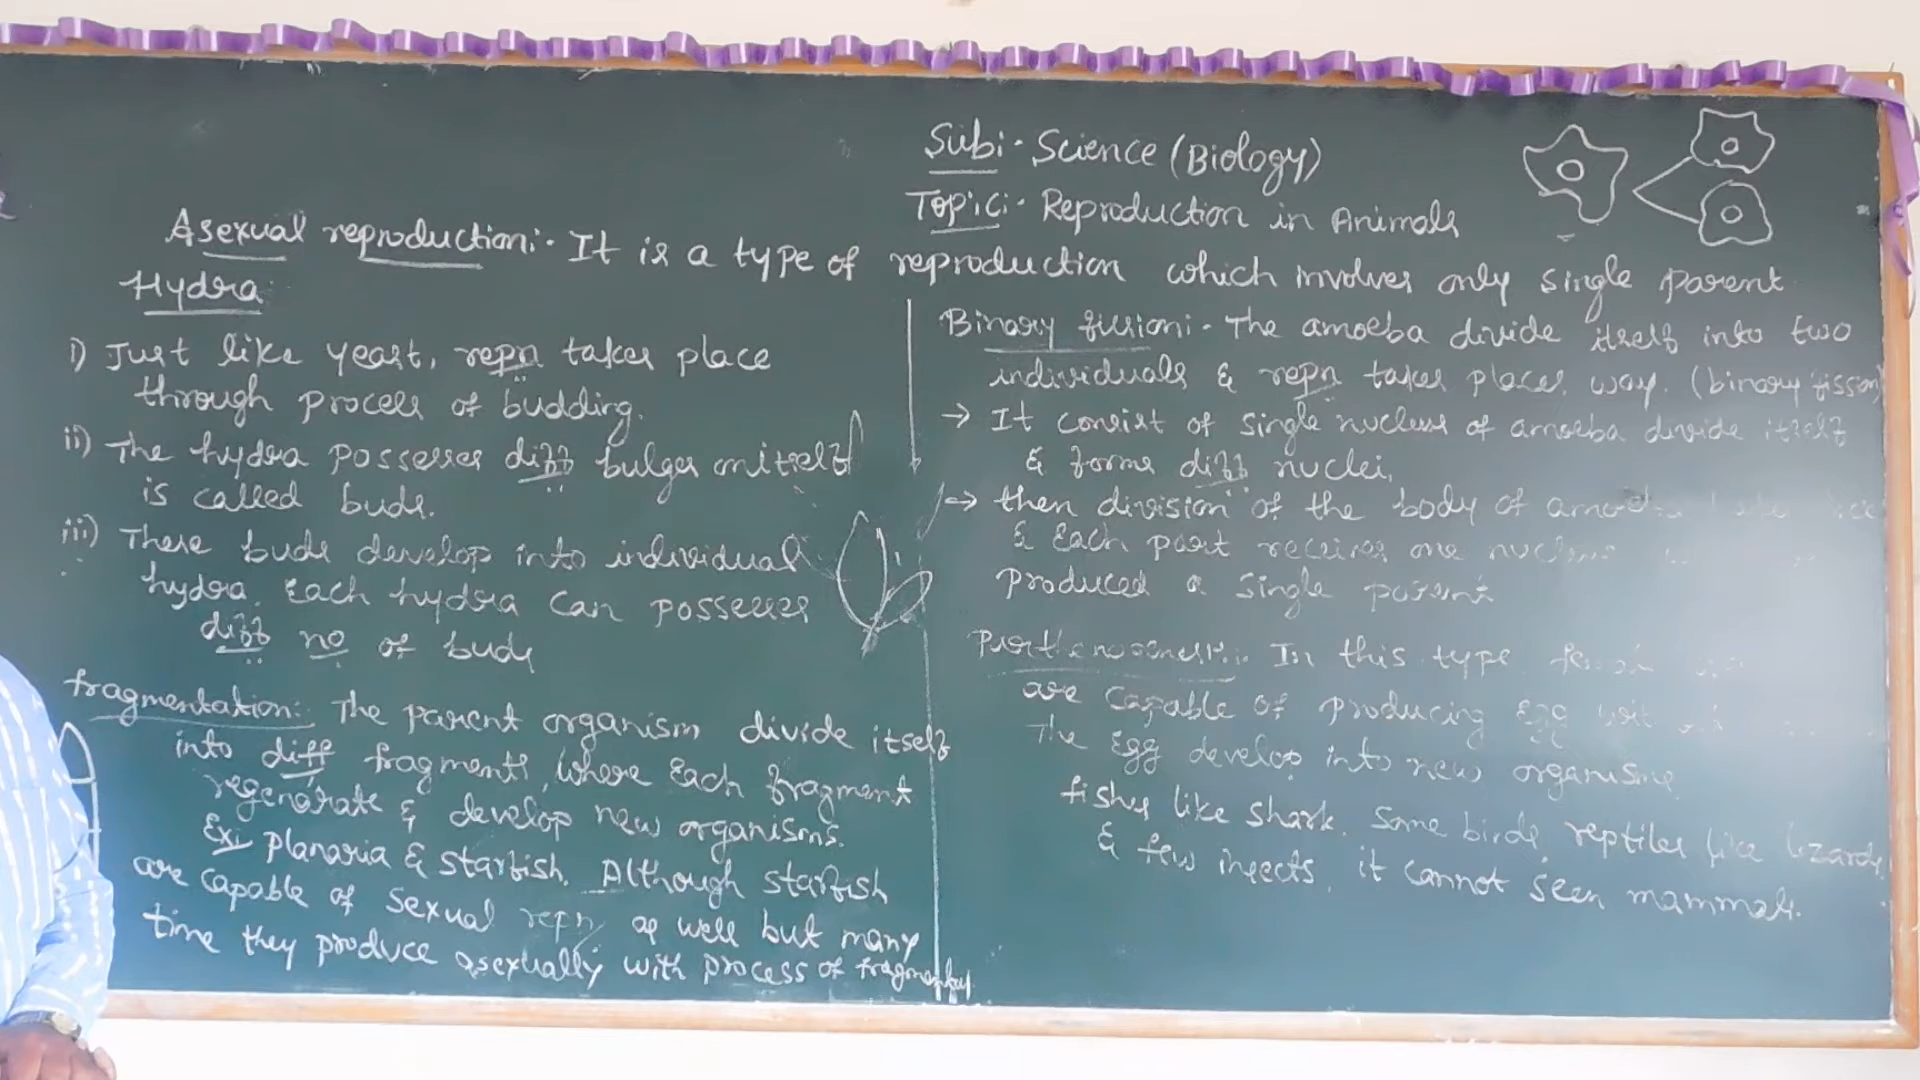 Sub:- Science (Biology)
Topic:- Reproduction in Animals
Asexual reproduction:- It is a type of reproduction which involves only single parent
Hydra:
i) Just like yeast, repn takes place
through process of budding.
ii) The hydra possesses diff bulges on itself
is called buds.
iii) These buds develop into individual
hydra. Each hydra can possesses
diff no of buds
fragmentation:- The parent organism divide itself
into diff fragments, where each fragment
regenerate & develop new organisms.
Ex: Planaria & starfish. Although starfish
are capable of sexual repn as well but many
time they produce asexually with process of
Binary fission:- The amoeba divide itself into two
individuals & repn takes places way. (binary fission)
→ It consist of single nucleus of amoeba divide itself
& forms diff nuclei,
→ then division of the body of
& Each part receives one
produced a single parent
In this type
are capable of producing egg
The Egg develop into new organisms
fishes like shark. Some birds, reptiles like lizards
& few insects, it cannot seen mammals.